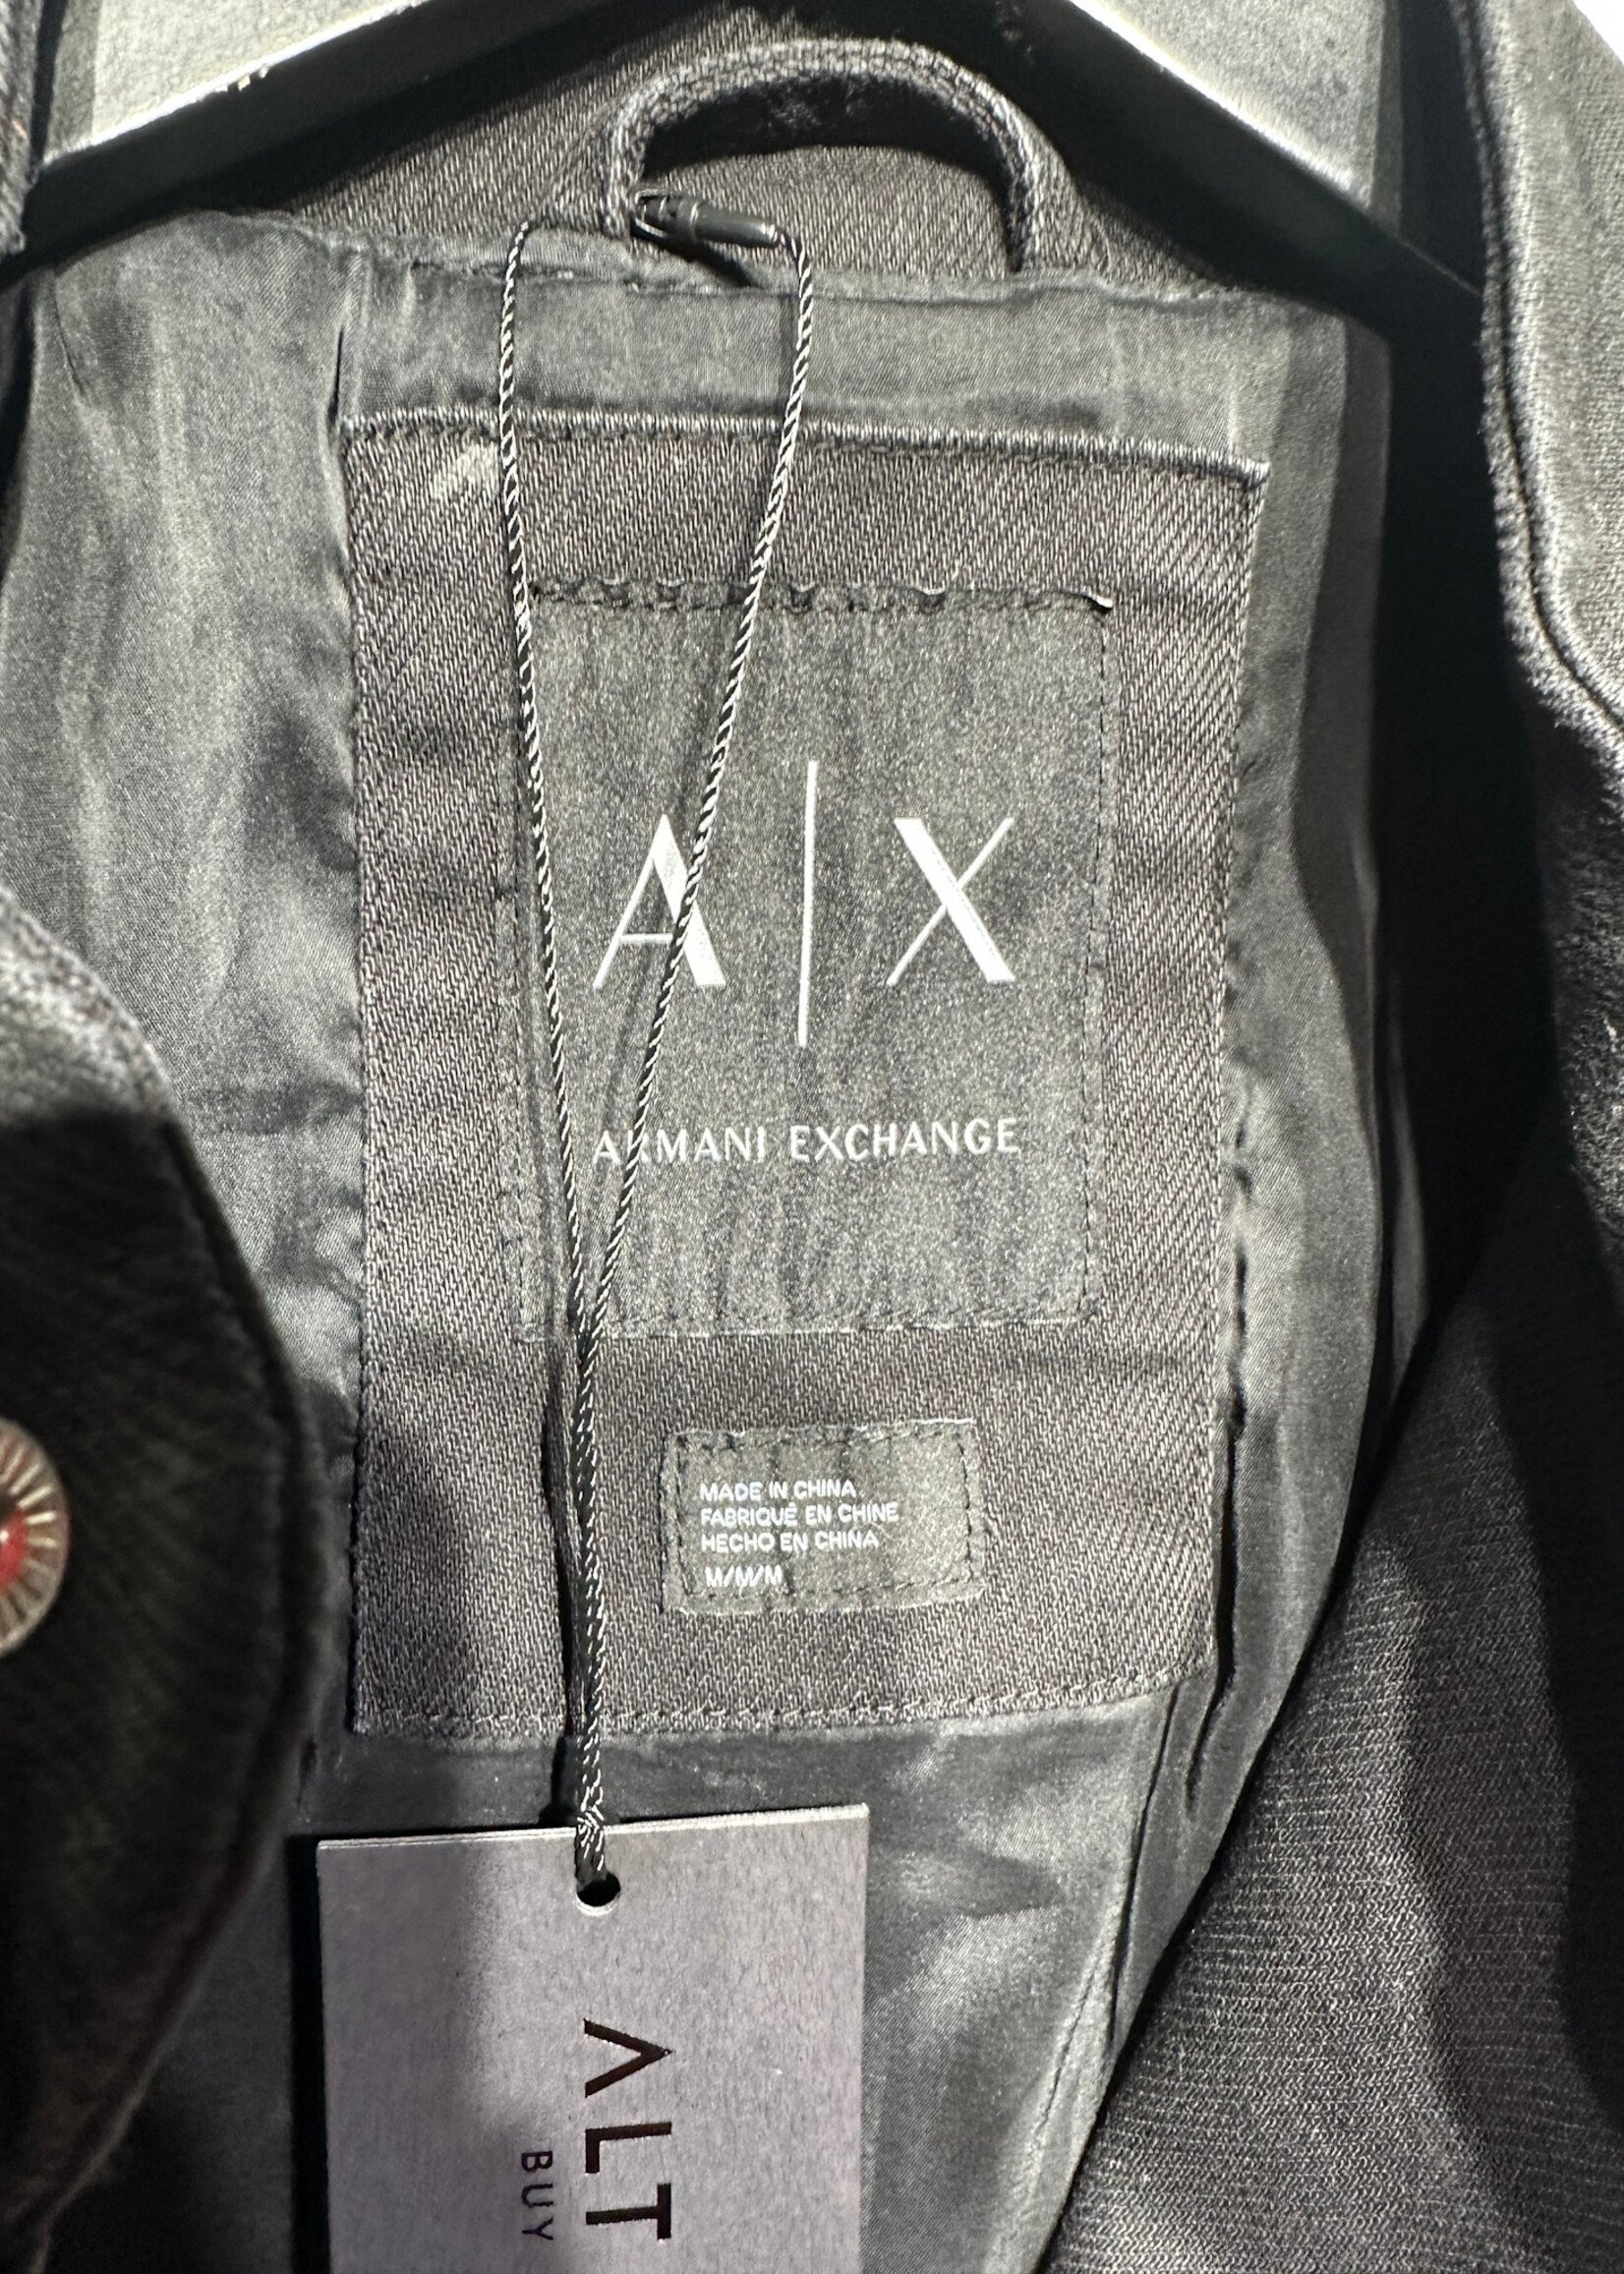 A|X
ARMANI EXCHANGE
MADE IN CHINA
FABRIQUÉ EN CHINE
HECHO EN CHINA
M/M/M
ALT
BUY